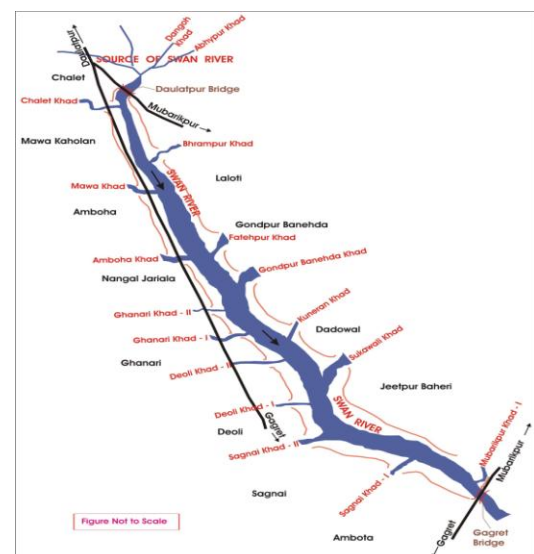 Dangoh
Khad
Abhypur Khad
Daulatpur
SOURCE OF SWAN RIVER
Chalet
Daulatpur Bridge
Chalet Khad
Mubarikpur
Mawa Kaholan
Bhrampur Khad
Laloti
Mawa Khad
SWAN RIVER
Amboha
Gondpur Banehda
Fatehpur Khad
Amboha Khad
Gondpur Banehda Khad
Nangal Jariala
Kuneran Khad
Ghanari Khad - II
Dadowal
Ghanari Khad - I
Sukawali Khad
Ghanari
Deoli Khad - II
Jeetpur Baheri
Deoli Khad - I
SWAN RIVER
Gagret
Deoli
Mubarikpur Khad - I
Sagnai Khad - II
Mubarikpur
Sagnai Khad - I
Sagnai
Figure Not to Scale
Gagret
Bridge
Gagret
Ambota